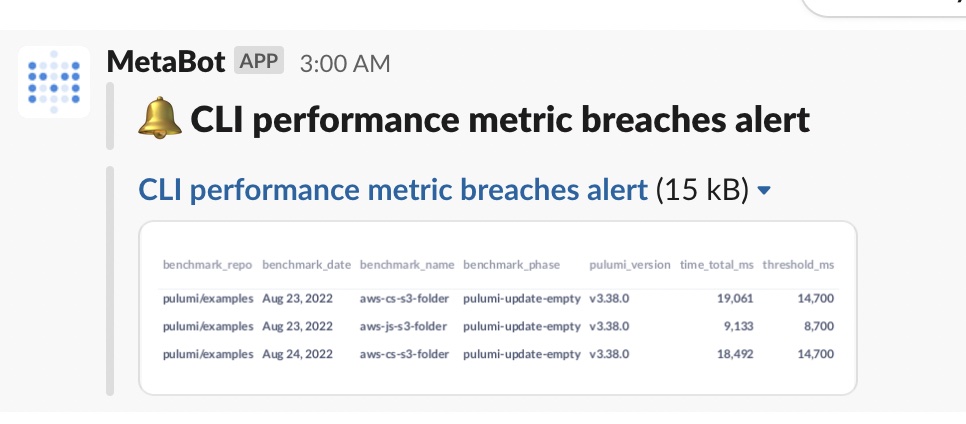 MetaBot APP 3:00 AM
🔔 CLI performance metric breaches alert
CLI performance metric breaches alert (15 kB)
benchmark_repo benchmark_date benchmark_name benchmark_phase pulumi_version time_total_ms threshold_ms
pulumi/examples Aug 23, 2022 aws-cs-s3-folder pulumi-update-empty v3.38.0 19,061 14,700
pulumi/examples Aug 23, 2022 aws-js-s3-folder pulumi-update-empty v3.38.0 9,133 8,700
pulumi/examples Aug 24, 2022 aws-cs-s3-folder pulumi-update-empty v3.38.0 18,492 14,700